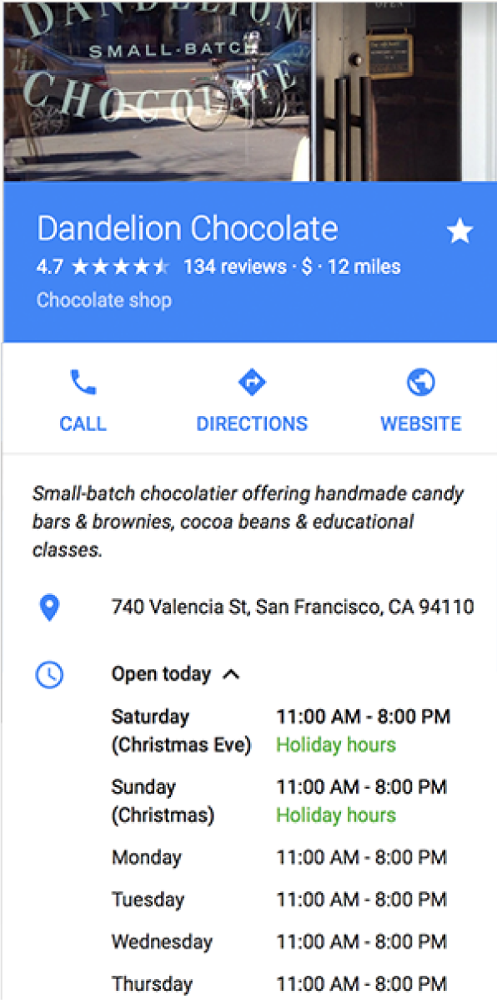 DANDELION
SMALL-BATCH
CHOCOLATE
OPEN
Dandelion Chocolate
4.7 134 reviews · $ · 12 miles
Chocolate shop
CALL DIRECTIONS WEBSITE
Small-batch chocolatier offering handmade candy
bars & brownies, cocoa beans & educational
classes.
740 Valencia St, San Francisco, CA 94110
Open today
Saturday 11:00 AM - 8:00 PM
(Christmas Eve) Holiday hours
Sunday 11:00 AM - 8:00 PM
(Christmas) Holiday hours
Monday 11:00 AM - 8:00 PM
Tuesday 11:00 AM - 8:00 PM
Wednesday 11:00 AM - 8:00 PM
Thursday 11:00 AM - 8:00 PM